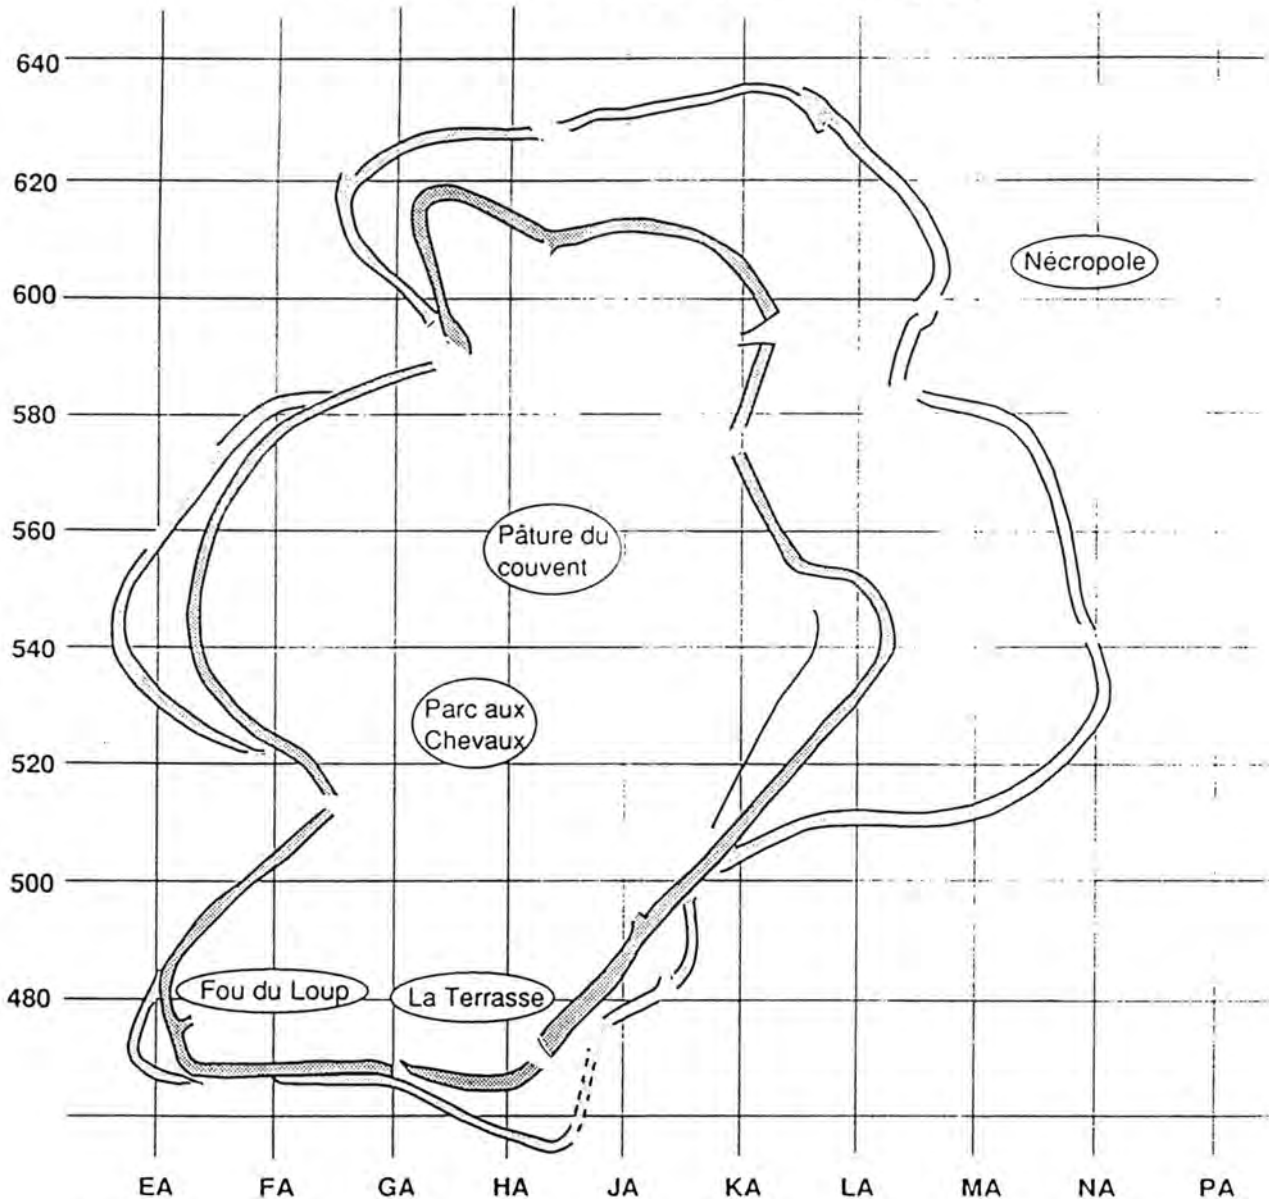 640
620
Nécropole
600
580
560
Pâture du
couvent
540
Parc aux
Chevaux
520
500
Fou du Loup
La Terrasse
480
EA FA GA HA JA KA LA MA NA PA